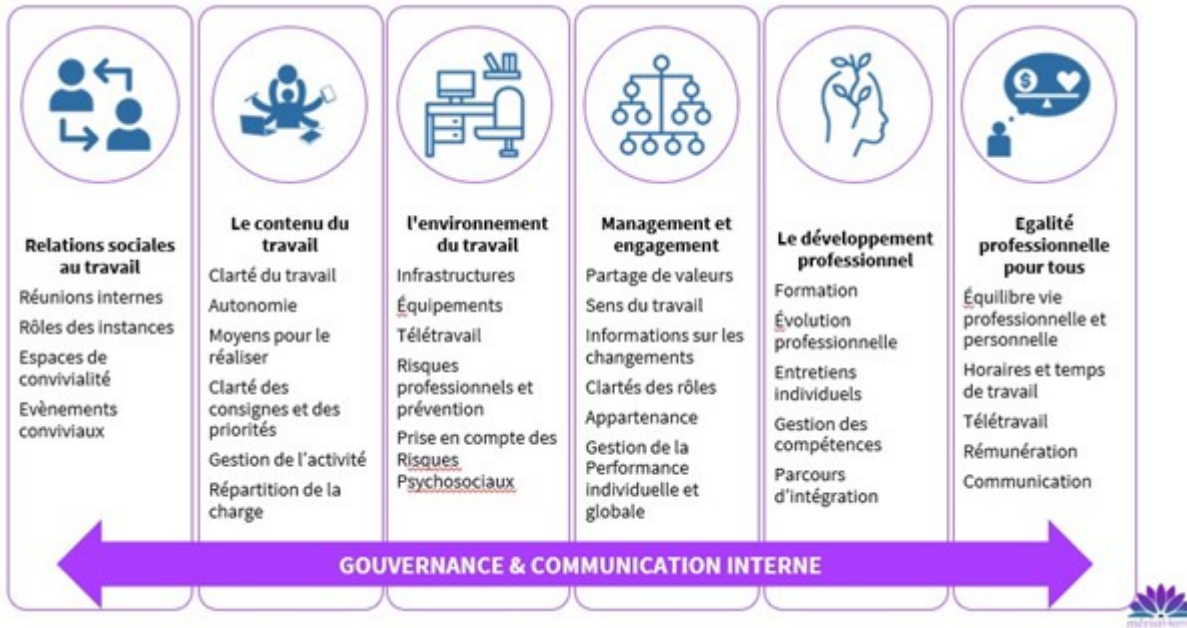 Relations sociales
au travail
Réunions internes
Rôles des instances
Espaces de
convivialité
Evènements
conviviaux
Le contenu du
travail
Clarté du travail
Autonomie
Moyens pour le
réaliser
Clarté des
consignes et des
priorités
Gestion de l'activité
Répartition de la
charge
l'environnement
du travail
Infrastructures
Équipements
Télétravail
Risques
professionnels et
prévention
Prise en compte des
Risques
Psychosociaux
Management et
engagement
Partage de valeurs
Sens du travail
Informations sur les
changements
Clartés des rôles
Appartenance
Gestion de la
Performance
individuelle et
globale
Le développement
professionnel
Formation
Évolution
professionnelle
Entretiens
individuels
Gestion des
compétences
Parcours
d'intégration
$
Egalité
professionnelle
pour tous
Équilibre vie
professionnelle et
personnelle
Horaires et temps
de travail
Télétravail
Rémunération
Communication
GOUVERNANCE & COMMUNICATION INTERNE